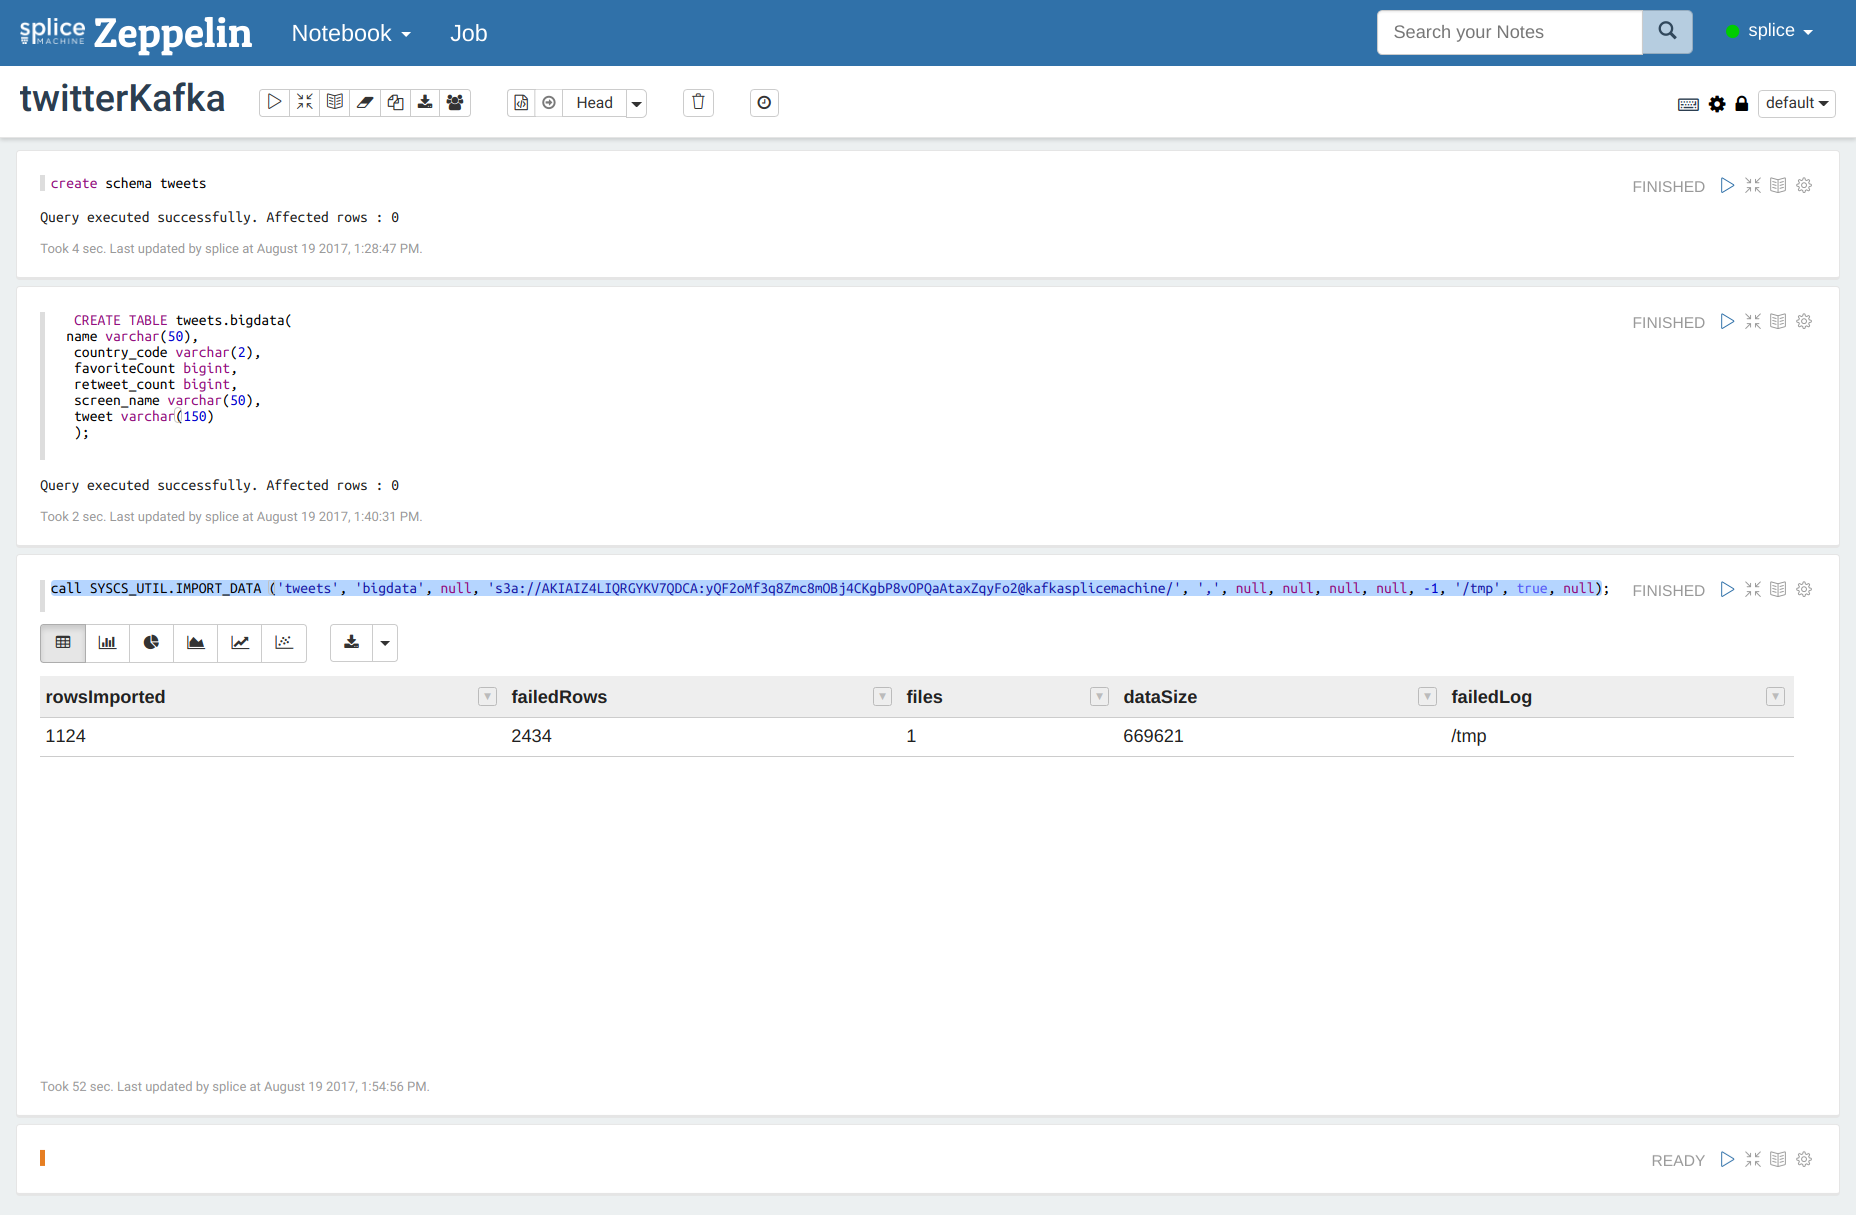 splice MACHINE Zeppelin Notebook Job Search your Notes splice
twitterKafka Head default
create schema tweets FINISHED
Query executed successfully. Affected rows : 0
Took 4 sec. Last updated by splice at August 19 2017, 1:28:47 PM.
CREATE TABLE tweets.bigdata( FINISHED
name varchar(50),
country_code varchar(2),
favoriteCount bigint,
retweet_count bigint,
screen_name varchar(50),
tweet varchar(150)
);
Query executed successfully. Affected rows : 0
Took 2 sec. Last updated by splice at August 19 2017, 1:40:31 PM.
call SYSCS_UTIL.IMPORT_DATA ('tweets', 'bigdata', null, 's3a://AKIAIZ4LIQRGYKV7QDCA:yQF2oMf3q8Zmc8mOBj4CKgbP8vOPQaAtaxZqyFo2@kafkasplicemachine/', ',', null, null, null, null, -1, '/tmp', true, null); FINISHED
rowsImported failedRows files dataSize failedLog
1124 2434 1 669621 /tmp
Took 52 sec. Last updated by splice at August 19 2017, 1:54:56 PM.
READY